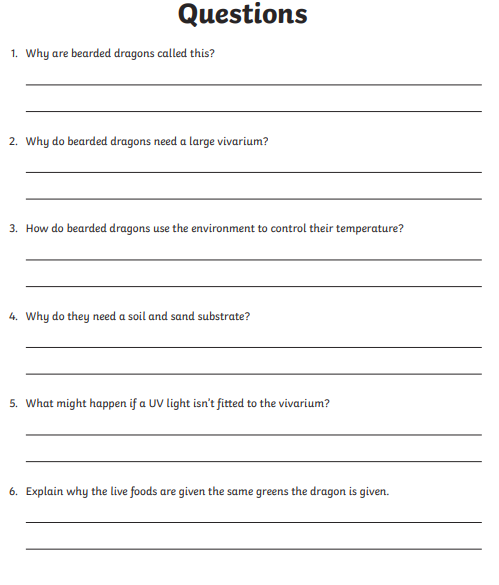 Questions
1. Why are bearded dragons called this?
2. Why do bearded dragons need a large vivarium?
3. How do bearded dragons use the environment to control their temperature?
4. Why do they need a soil and sand substrate?
5. What might happen if a UV light isn't fitted to the vivarium?
6. Explain why the live foods are given the same greens the dragon is given.